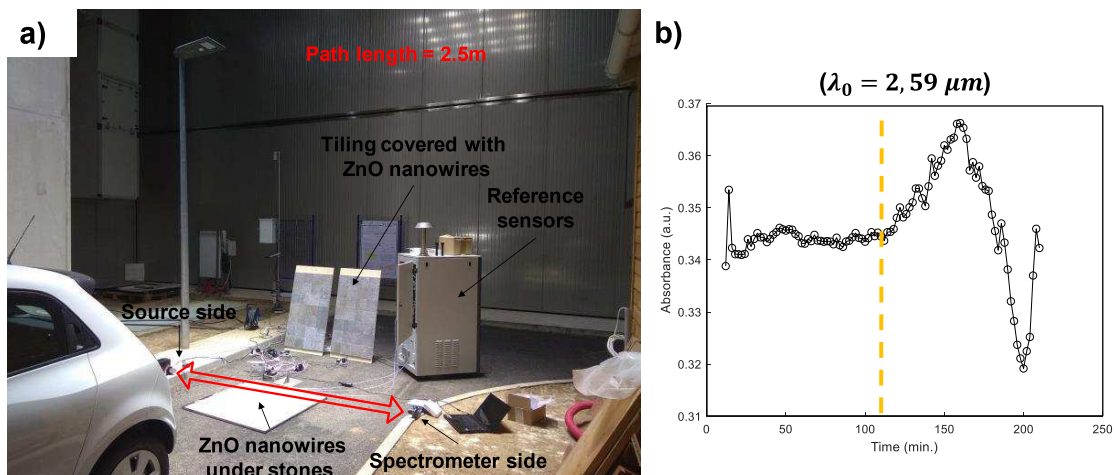 a)
Path length = 2.5m
Tiling covered with
ZnO nanowires
Reference
sensors
Source side
ZnO nanowires
under stones
Spectrometer side
b)
(λ₀ = 2, 59 μm)
0.37
0.36
0.35
0.34
0.33
0.32
0.31
Absorbance (a.u.)
0
50
100
150
200
250
Time (min.)